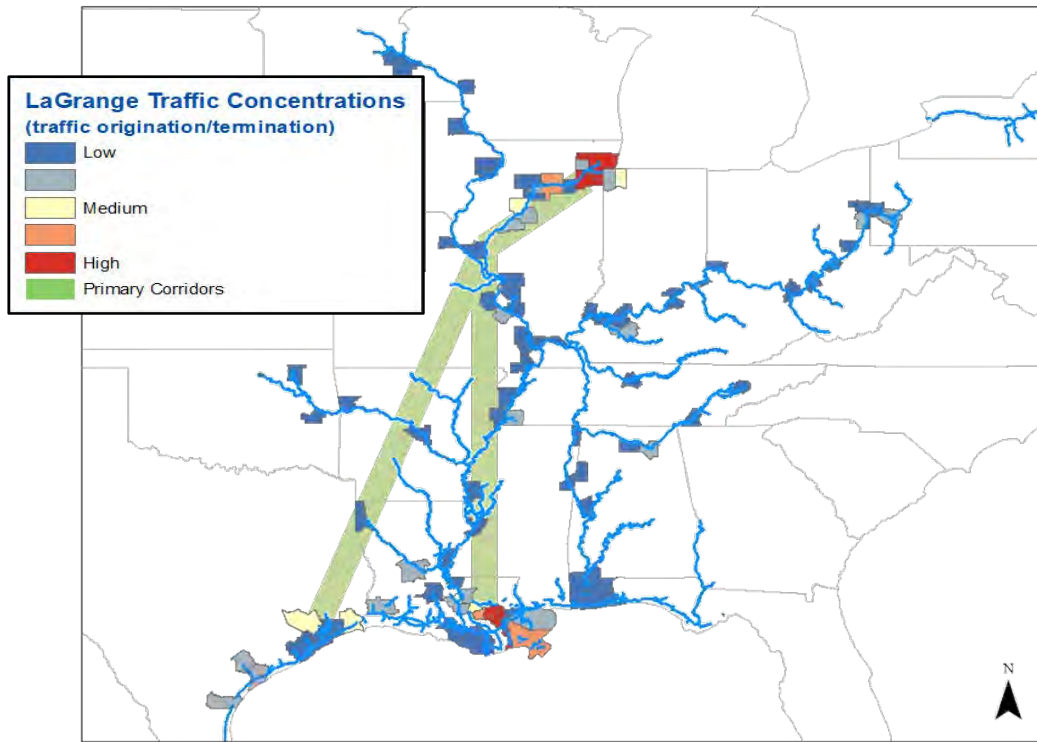 LaGrange Traffic Concentrations
(traffic origination/termination)
Low
Medium
High
Primary Corridors
N